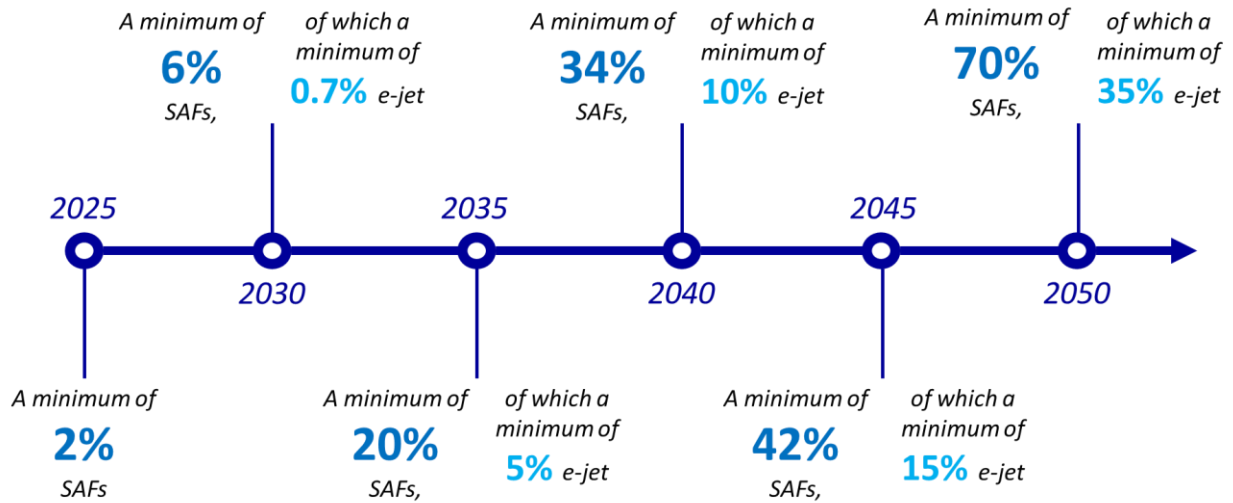 A minimum of
6%
SAFs,
of which a
minimum of
0.7% e-jet
A minimum of
34%
SAFs,
of which a
minimum of
10% e-jet
A minimum of
70%
SAFs,
of which a
minimum of
35% e-jet
2025
2030
2035
2040
2045
2050
A minimum of
2%
SAFs
A minimum of
20%
SAFs,
of which a
minimum of
5% e-jet
A minimum of
42%
SAFs,
of which a
minimum of
15% e-jet